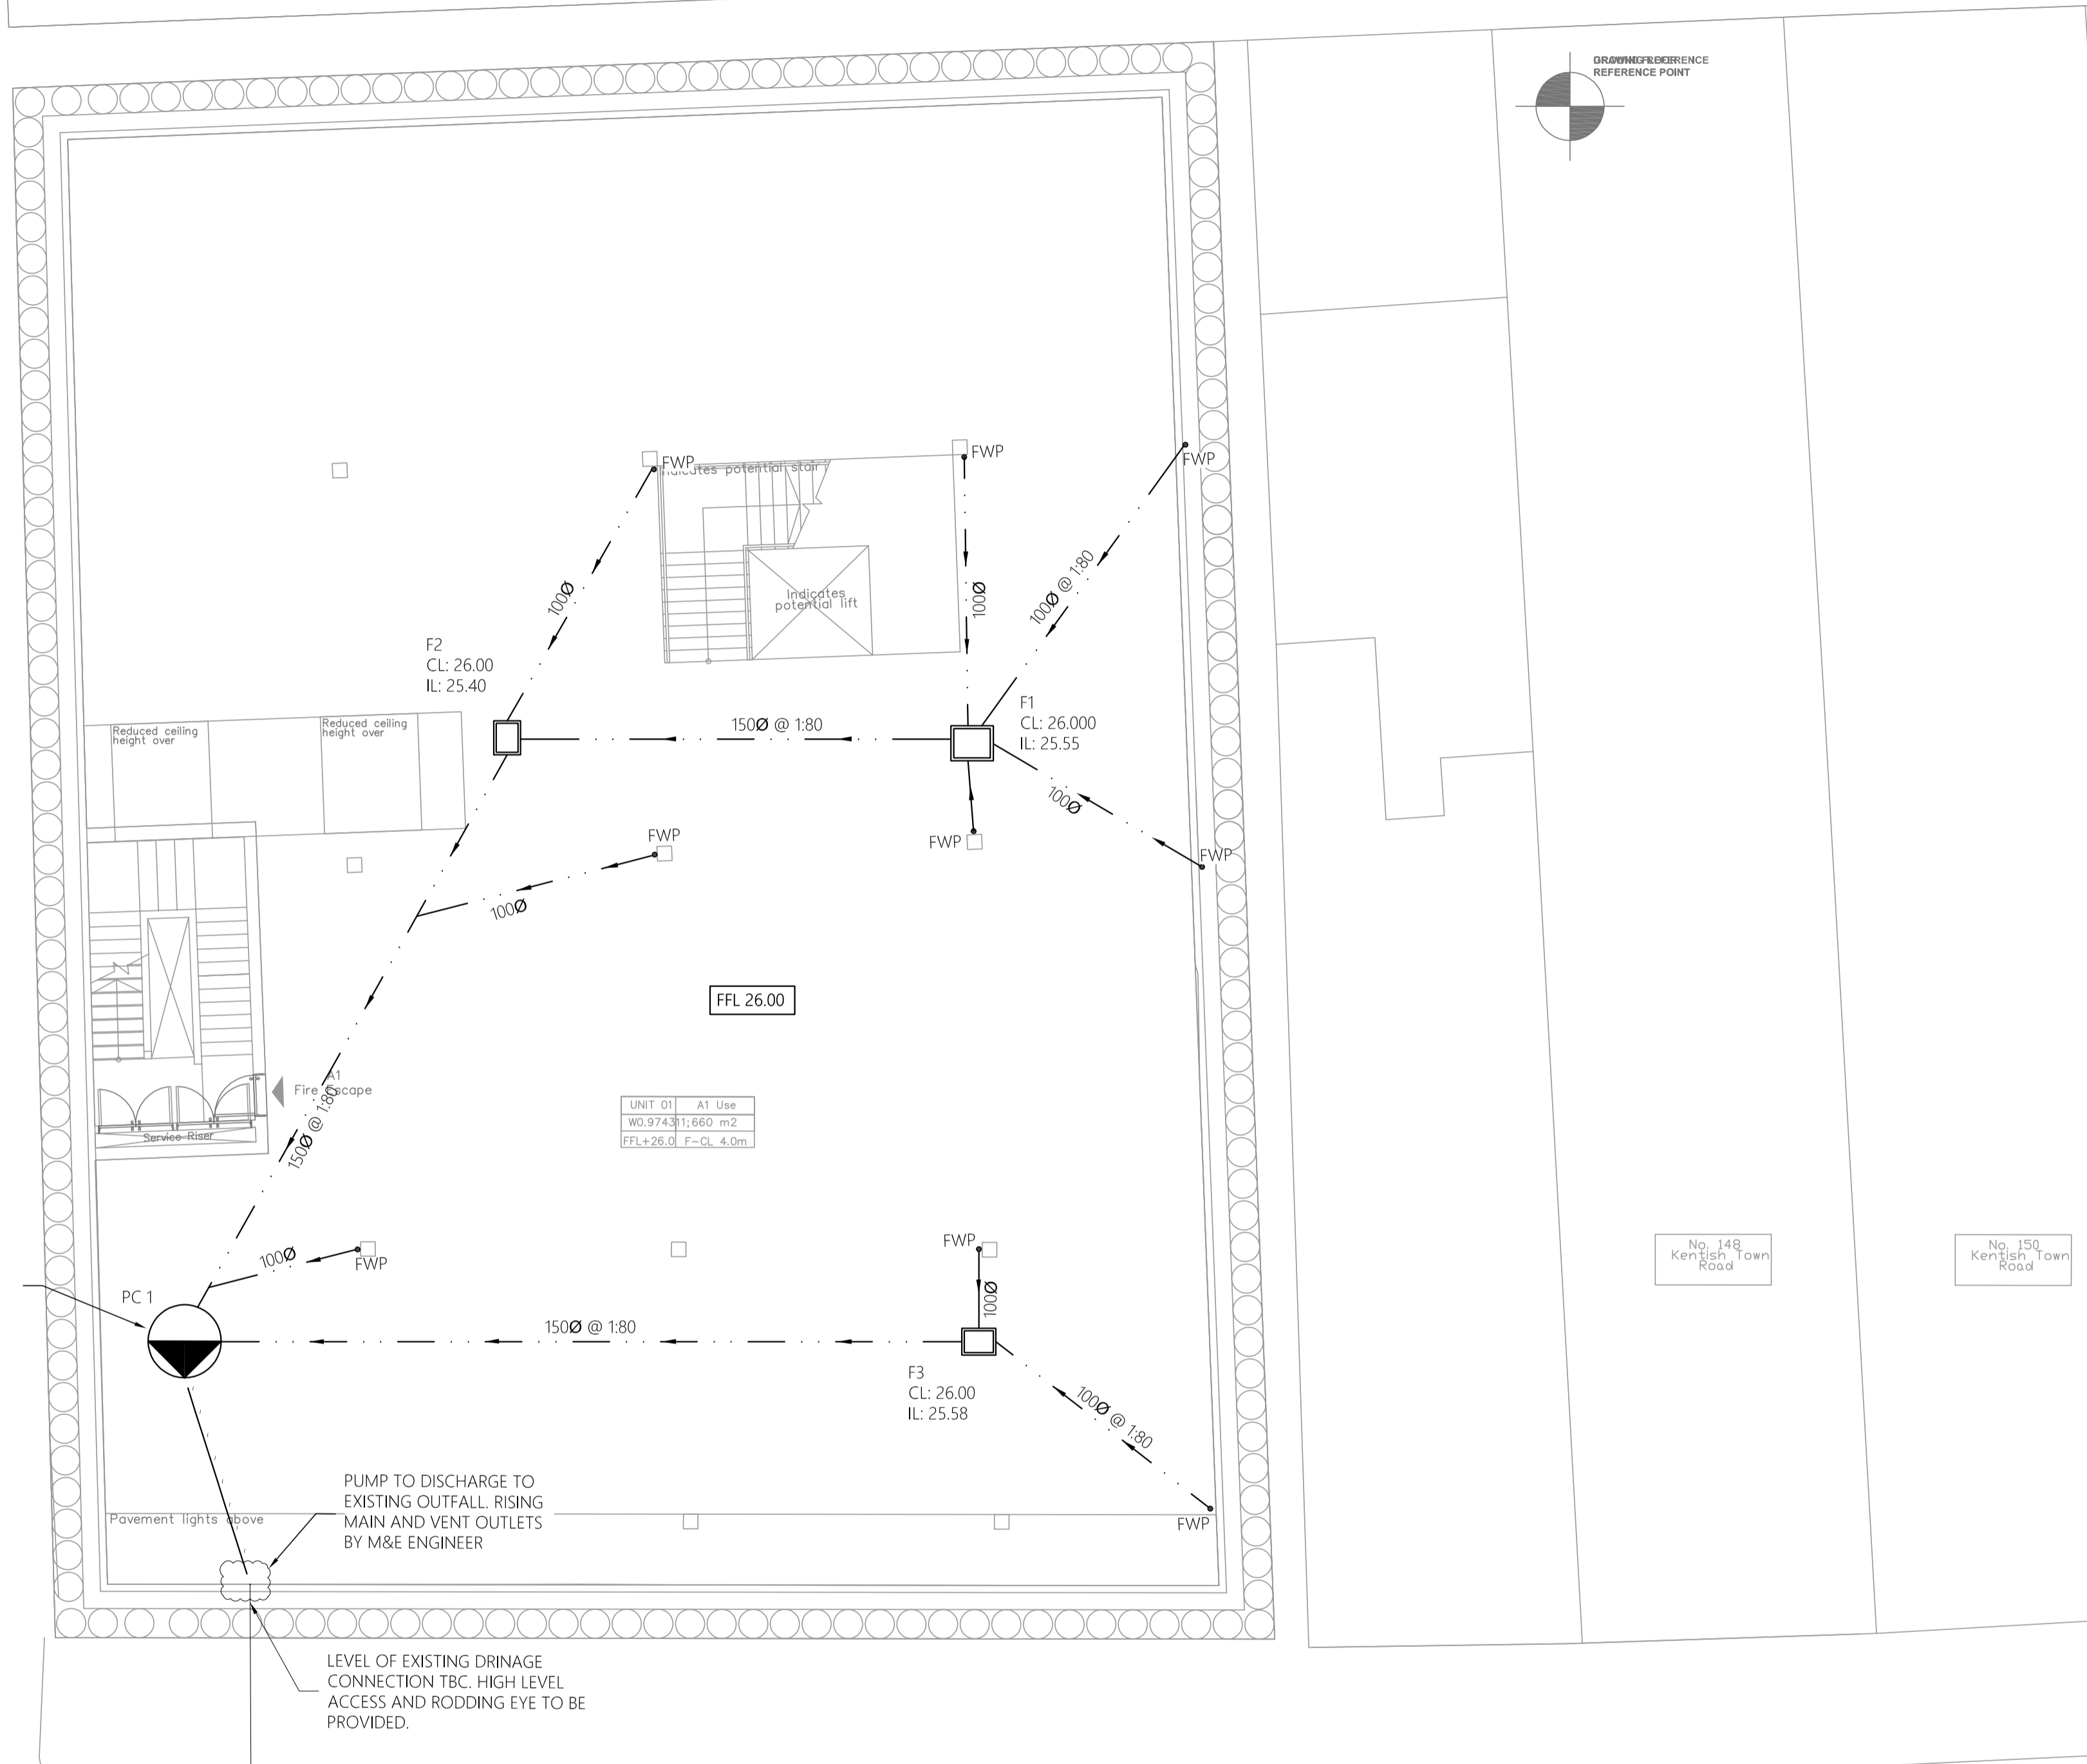 REFERENCE POINT
FWP
FWP
FWP
Indicates potential stair
100Ø
100Ø
100Ø @ 1:80
Indicates
potential lift
F2
CL: 26.00
IL: 25.40
F1
CL: 26.000
IL: 25.55
150Ø @ 1:80
Reduced ceiling
height over
Reduced ceiling
height over
100Ø
FWP
FWP
FWP
100Ø
FFL 26.00
A1
Fire Escape
150Ø @ 1:80
Service Riser
UNIT 01 A1 Use
660 m2
FFL+26.0 F-CL 4.0m
FWP
100Ø
FWP
100Ø
No. 148
Kentish Town
Road
No. 150
Kentish Town
Road
PC 1
150Ø @ 1:80
F3
CL: 26.00
IL: 25.58
100Ø @ 1:80
FWP
PUMP TO DISCHARGE TO
EXISTING OUTFALL. RISING
MAIN AND VENT OUTLETS
BY M&E ENGINEER
Pavement lights above
LEVEL OF EXISTING DRINAGE
CONNECTION TBC. HIGH LEVEL
ACCESS AND RODDING EYE TO BE
PROVIDED.